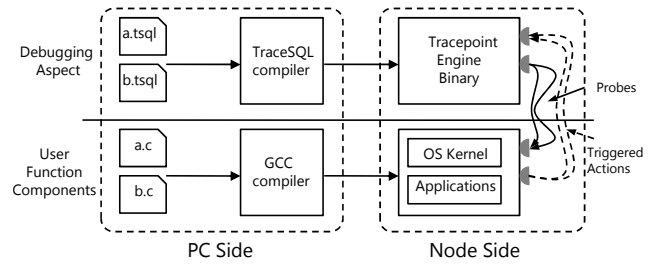 Debugging
Aspect
a.tsql
b.tsql
TraceSQL
compiler
Tracepoint
Engine
Binary
Probes
User
Function
Components
a.c
b.c
GCC
compiler
OS Kernel
Applications
Triggered
Actions
PC Side
Node Side